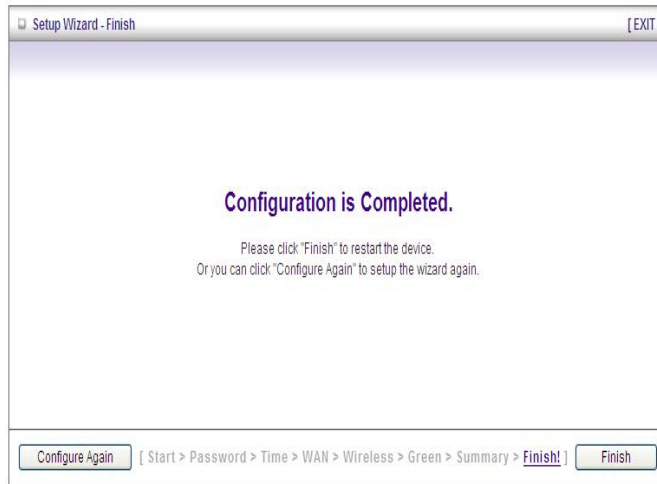 Setup Wizard - Finish [ EXIT
Configuration is Completed.
Please click "Finish" to restart the device.
Or you can click "Configure Again" to setup the wizard again.
Configure Again [ Start > Password > Time > WAN > Wireless > Green > Summary > Finish! ] Finish